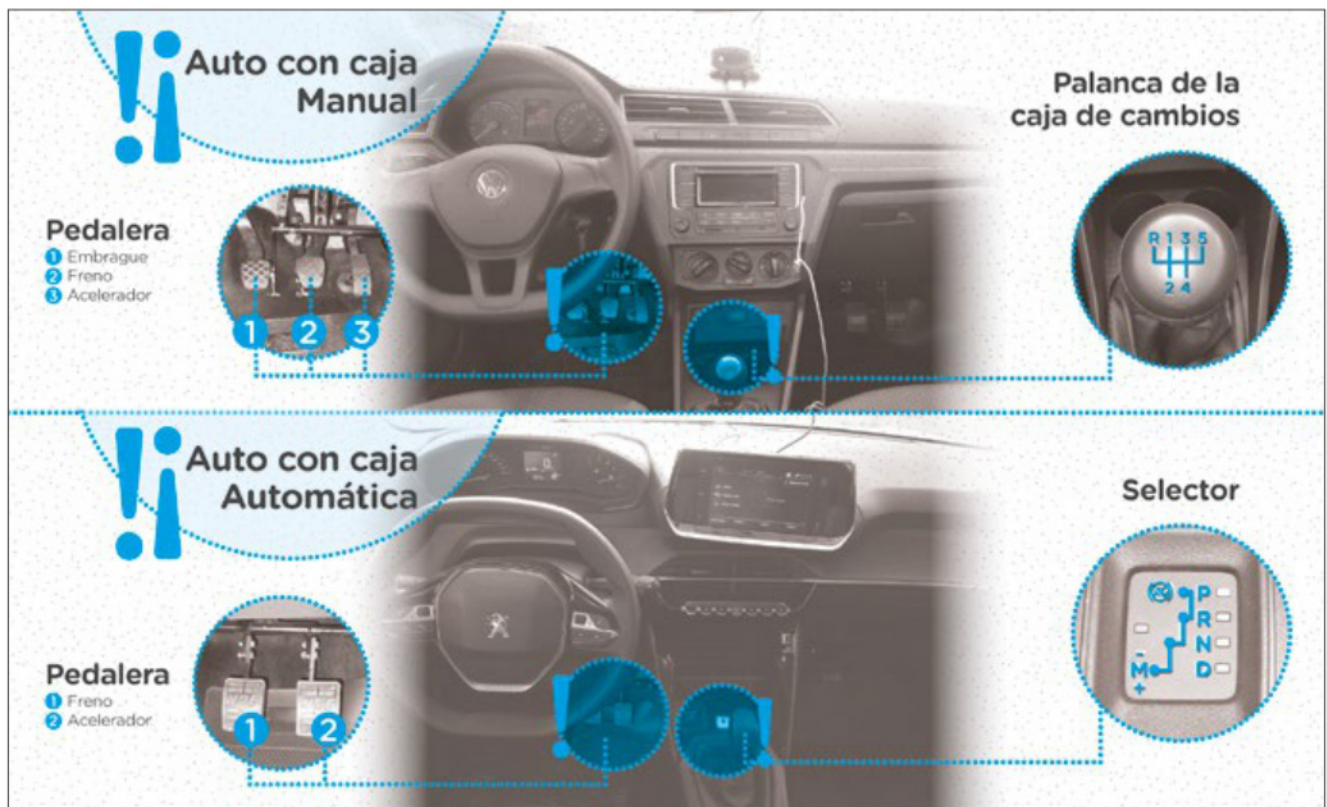 Auto con caja
Manual
Palanca de la
caja de cambios
Pedalera
1 Embrague
2 Freno
3 Acelerador
1 2 3
R 1 3 5
2 4
Auto con caja
Automática
Selector
Pedalera
1 Freno
2 Acelerador
1 2
P
R
N
D
-
M
+